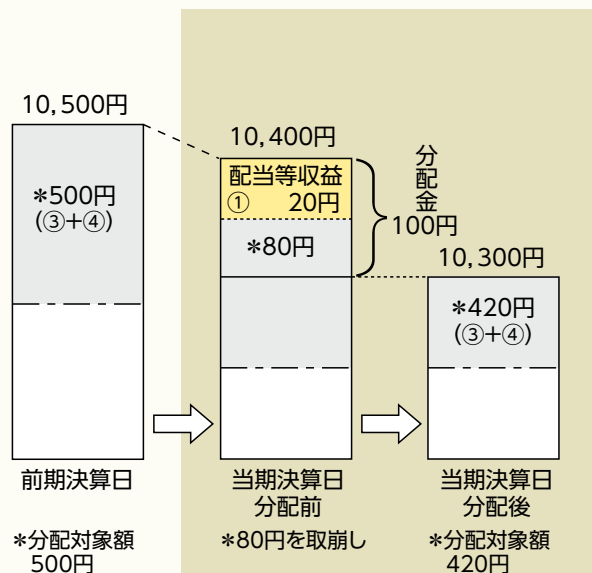 10,500円
*500円
(③+④)
前期決算日
*分配対象額
500円
10,400円
配当等収益
① 20円
*80円
分配金
100円
当期決算日
分配前
*80円を取崩し
10,300円
*420円
(③+④)
当期決算日
分配後
*分配対象額
420円